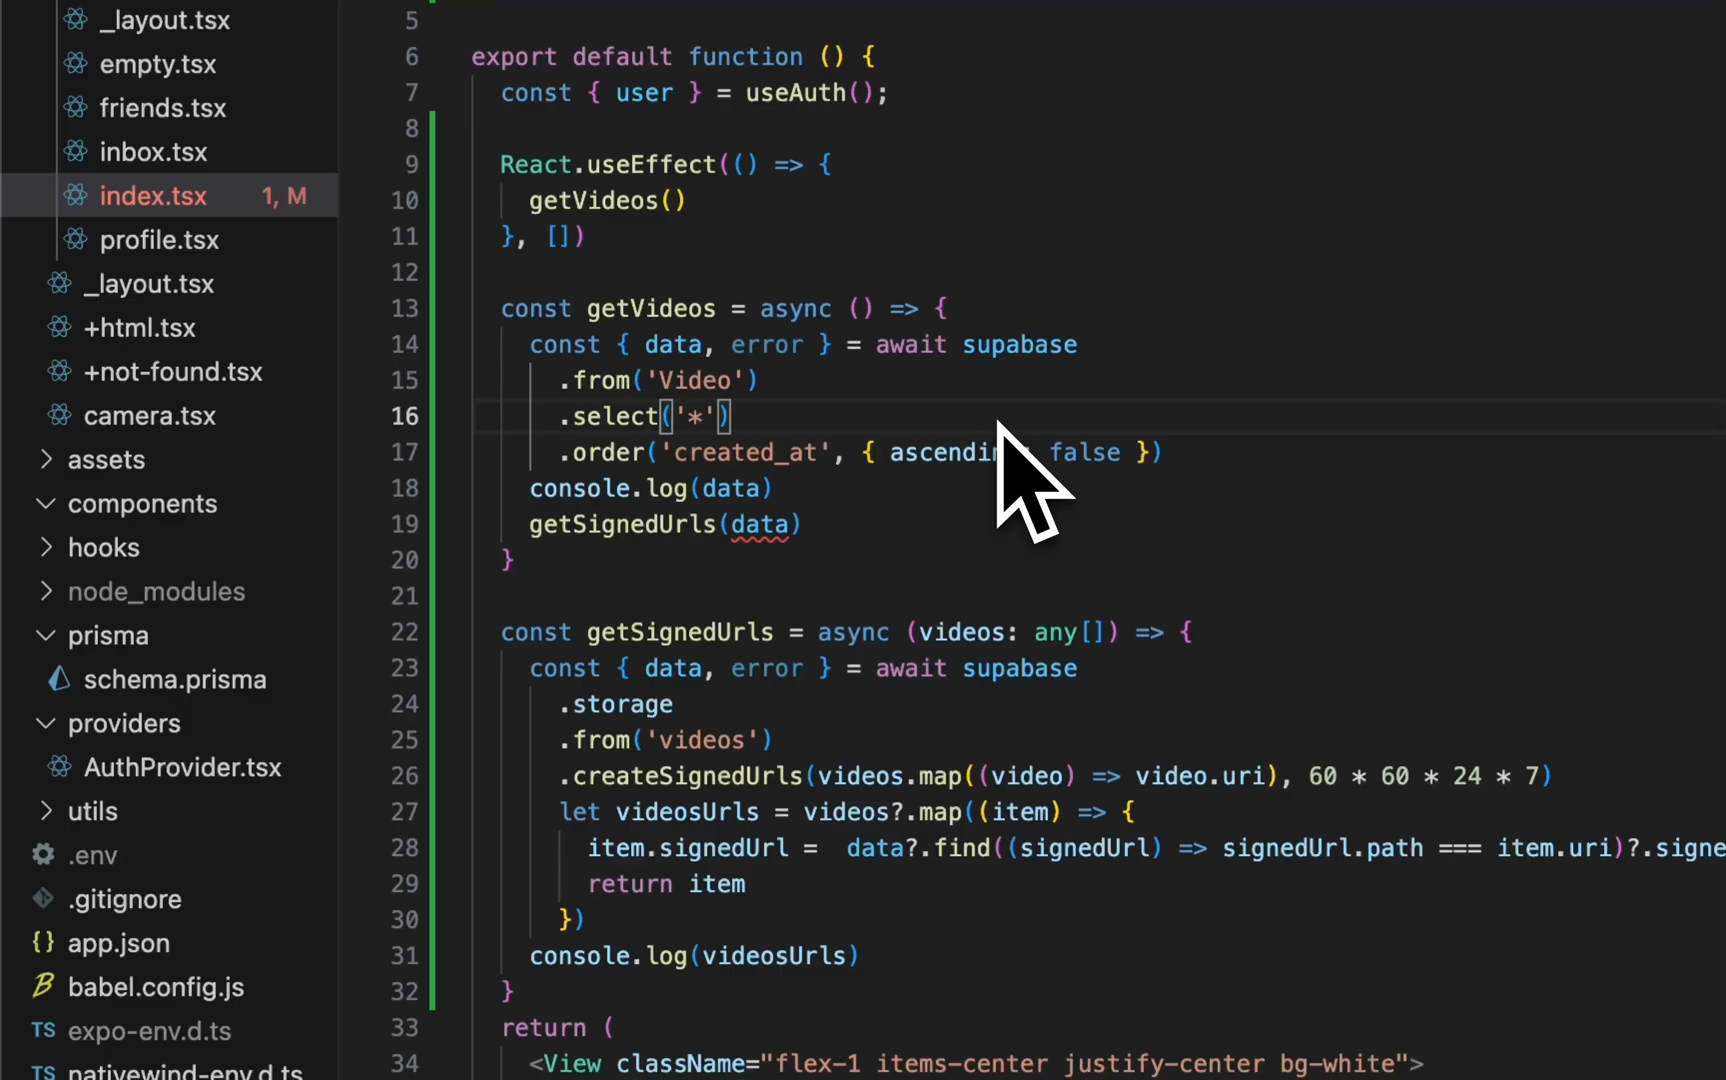 _layout.tsx
empty.tsx
friends.tsx
inbox.tsx
index.tsx 1, M
profile.tsx
_layout.tsx
+html.tsx
+not-found.tsx
camera.tsx
assets
components
hooks
node_modules
prisma
schema.prisma
providers
AuthProvider.tsx
utils
.env
.gitignore
app.json
babel.config.js
TS expo-env.d.ts
TS nativewind-env.d.ts
5
6 export default function () {
7 const { user } = useAuth();
8
9 React.useEffect(() => {
10 getVideos()
11 }, [])
12
13 const getVideos = async () => {
14 const { data, error } = await supabase
15 .from('Video')
16 .select('*')
17 .order('created_at', { ascendin false })
18 console.log(data)
19 getSignedUrls(data)
20 }
21
22 const getSignedUrls = async (videos: any[]) => {
23 const { data, error } = await supabase
24 .storage
25 .from('videos')
26 .createSignedUrls(videos.map((video) => video.uri), 60 * 60 * 24 * 7)
27 let videosUrls = videos?.map((item) => {
28 item.signedUrl = data?.find((signedUrl) => signedUrl.path === item.uri)?.signe
29 return item
30 })
31 console.log(videosUrls)
32 }
33 return (
34 <View className="flex-1 items-center justify-center bg-white">